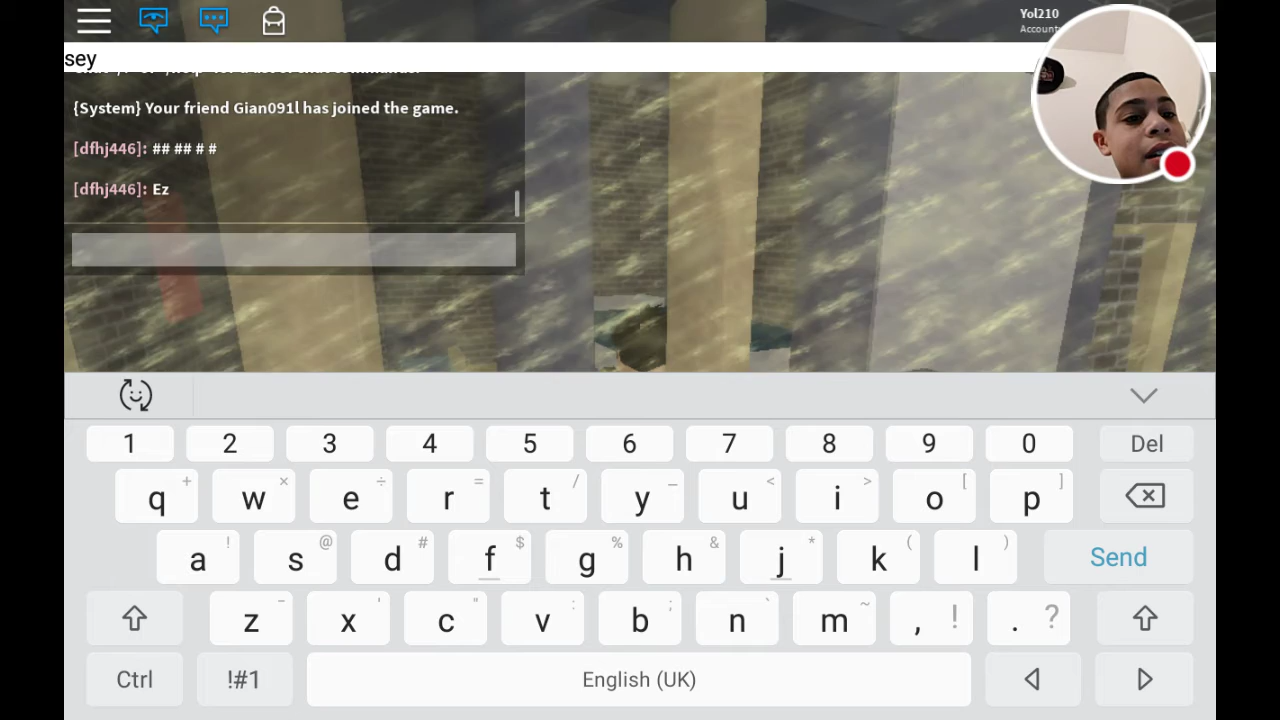 Yol210
Account
sey
{System} Your friend Gian091l has joined the game.
[dfhj446]: ## ## # #
[dfhj446]: Ez
1 2 3 4 5 6 7 8 9 0 Del
q + w × e ÷ r = t / y _ u < i > o [ p ]
a ! s @ d # f $ g % h & j * k ( l ) Send
z - x ' c " v : b ; n ` m ~ , ! . ?
Ctrl !#1 English (UK)